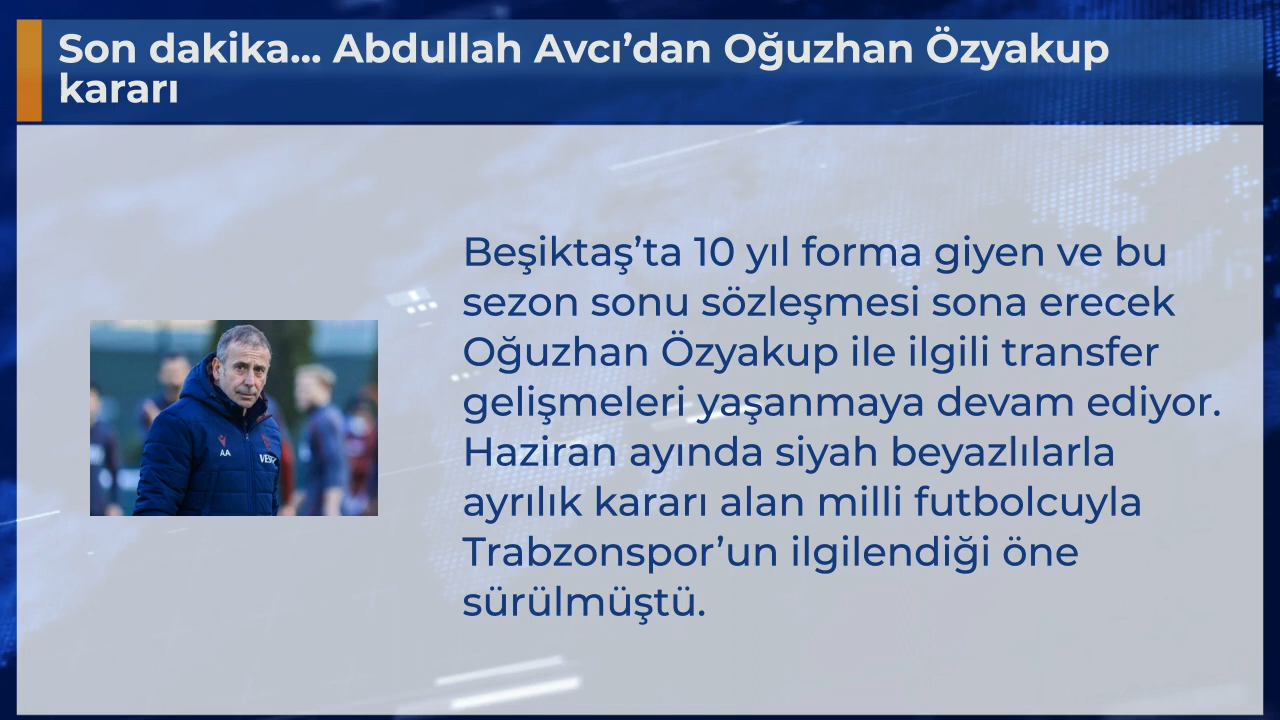 Son dakika... Abdullah Avcı’dan Oğuzhan Özyakup
kararı
Beşiktaş’ta 10 yıl forma giyen ve bu
sezon sonu sözleşmesi sona erecek
Oğuzhan Özyakup ile ilgili transfer
gelişmeleri yaşanmaya devam ediyor.
Haziran ayında siyah beyazlılarla
ayrılık kararı alan milli futbolcuyla
Trabzonspor’un ilgilendiği öne
sürülmüştü.
AA